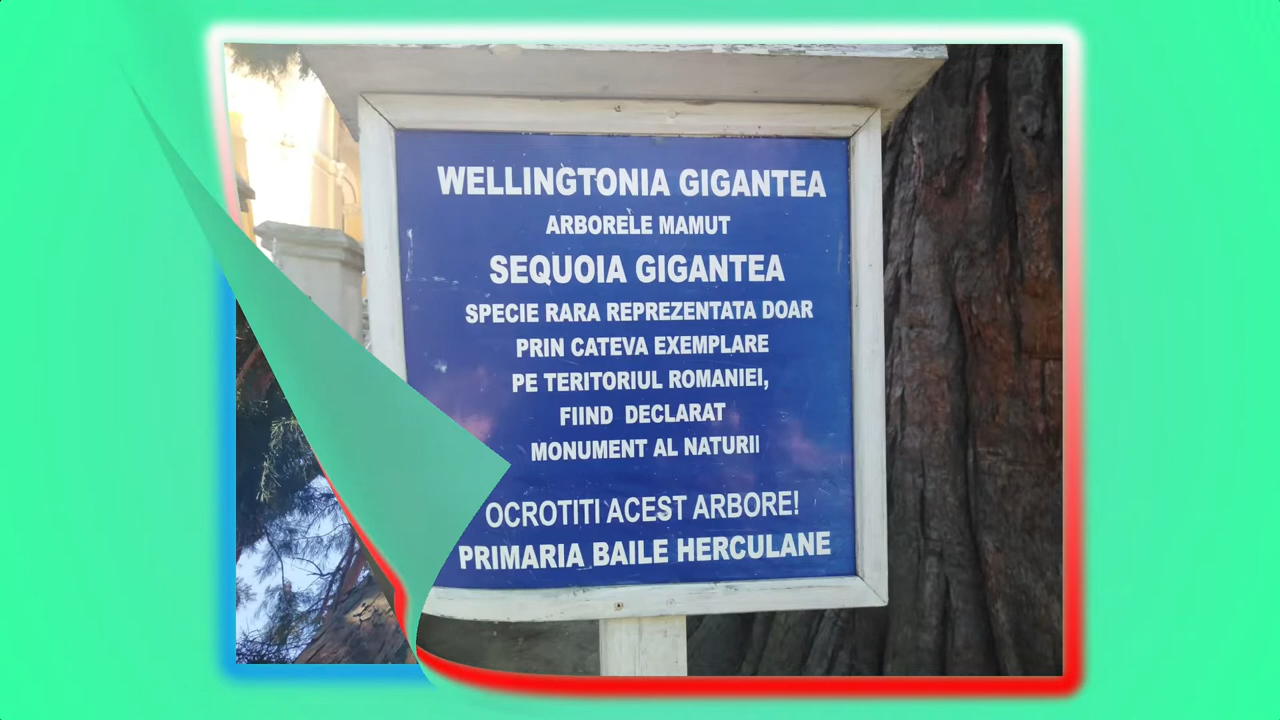 WELLINGTONIA GIGANTEA
ARBORELE MAMUT
SEQUOIA GIGANTEA
SPECIE RARA REPREZENTATA DOAR
PRIN CATEVA EXEMPLARE
PE TERITORIUL ROMANIEI,
FIIND DECLARAT
MONUMENT AL NATURII
OCROTITI ACEST ARBORE!
PRIMARIA BAILE HERCULANE